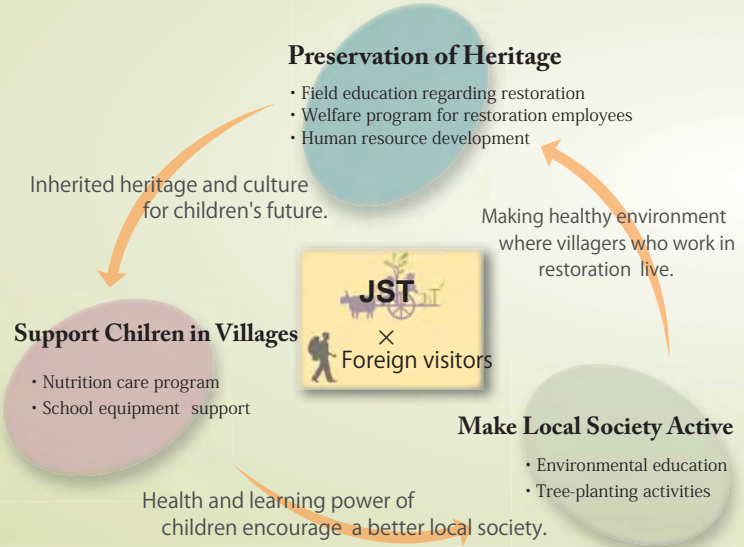 Preservation of Heritage
・Field education regarding restoration
・Welfare program for restoration employees
・Human resource development
Inherited heritage and culture
for children's future.
Making healthy environment
where villagers who work in
restoration live.
JST
×
Foreign visitors
Support Chilren in Villages
・Nutrition care program
・School equipment support
Make Local Society Active
・Environmental education
・Tree-planting activities
Health and learning power of
children encourage a better local society.